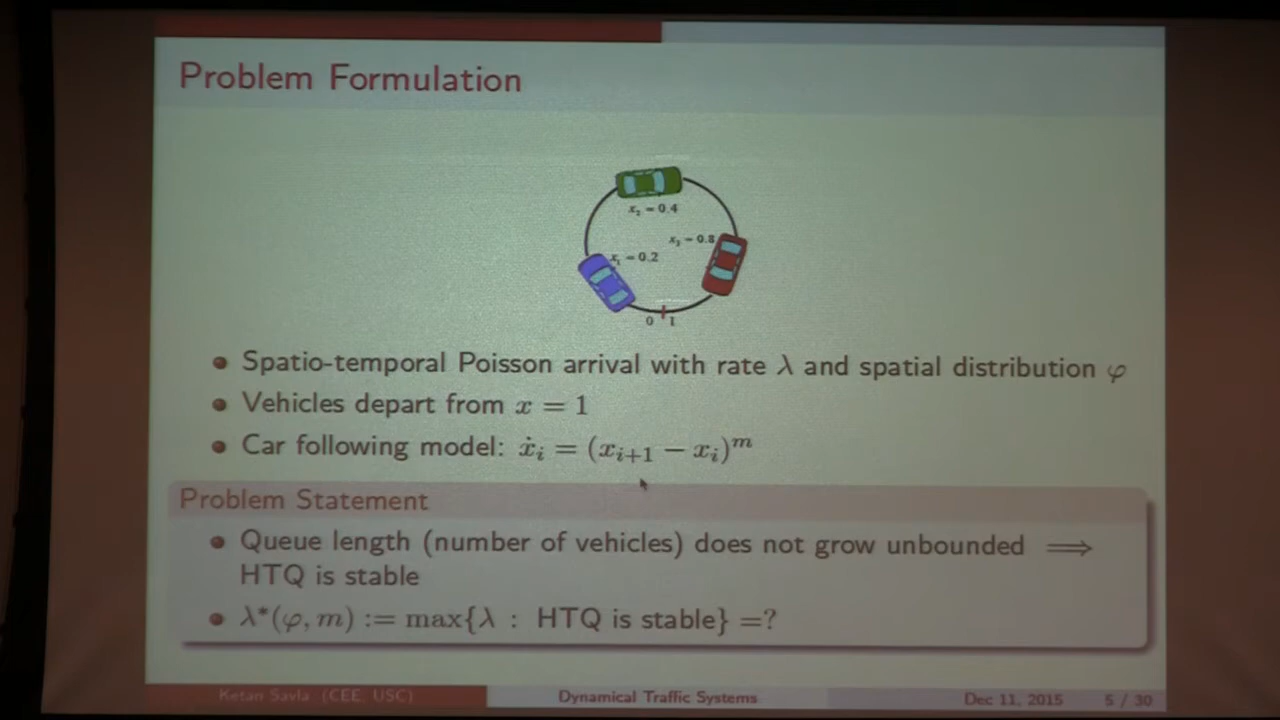 Problem Formulation
x₂ = 0.4
x₃ = 0.8
x₁ = 0.2
0 1
Spatio-temporal Poisson arrival with rate λ and spatial distribution φ
Vehicles depart from x = 1
Car following model: ẋᵢ = (xᵢ₊₁ − xᵢ)ᵐ
Problem Statement
Queue length (number of vehicles) does not grow unbounded ⟹
HTQ is stable
λ*(φ, m) := max{λ : HTQ is stable} =?
Ketan Savla (CEE, USC) Dynamical Traffic Systems Dec 11, 2015 5 / 30